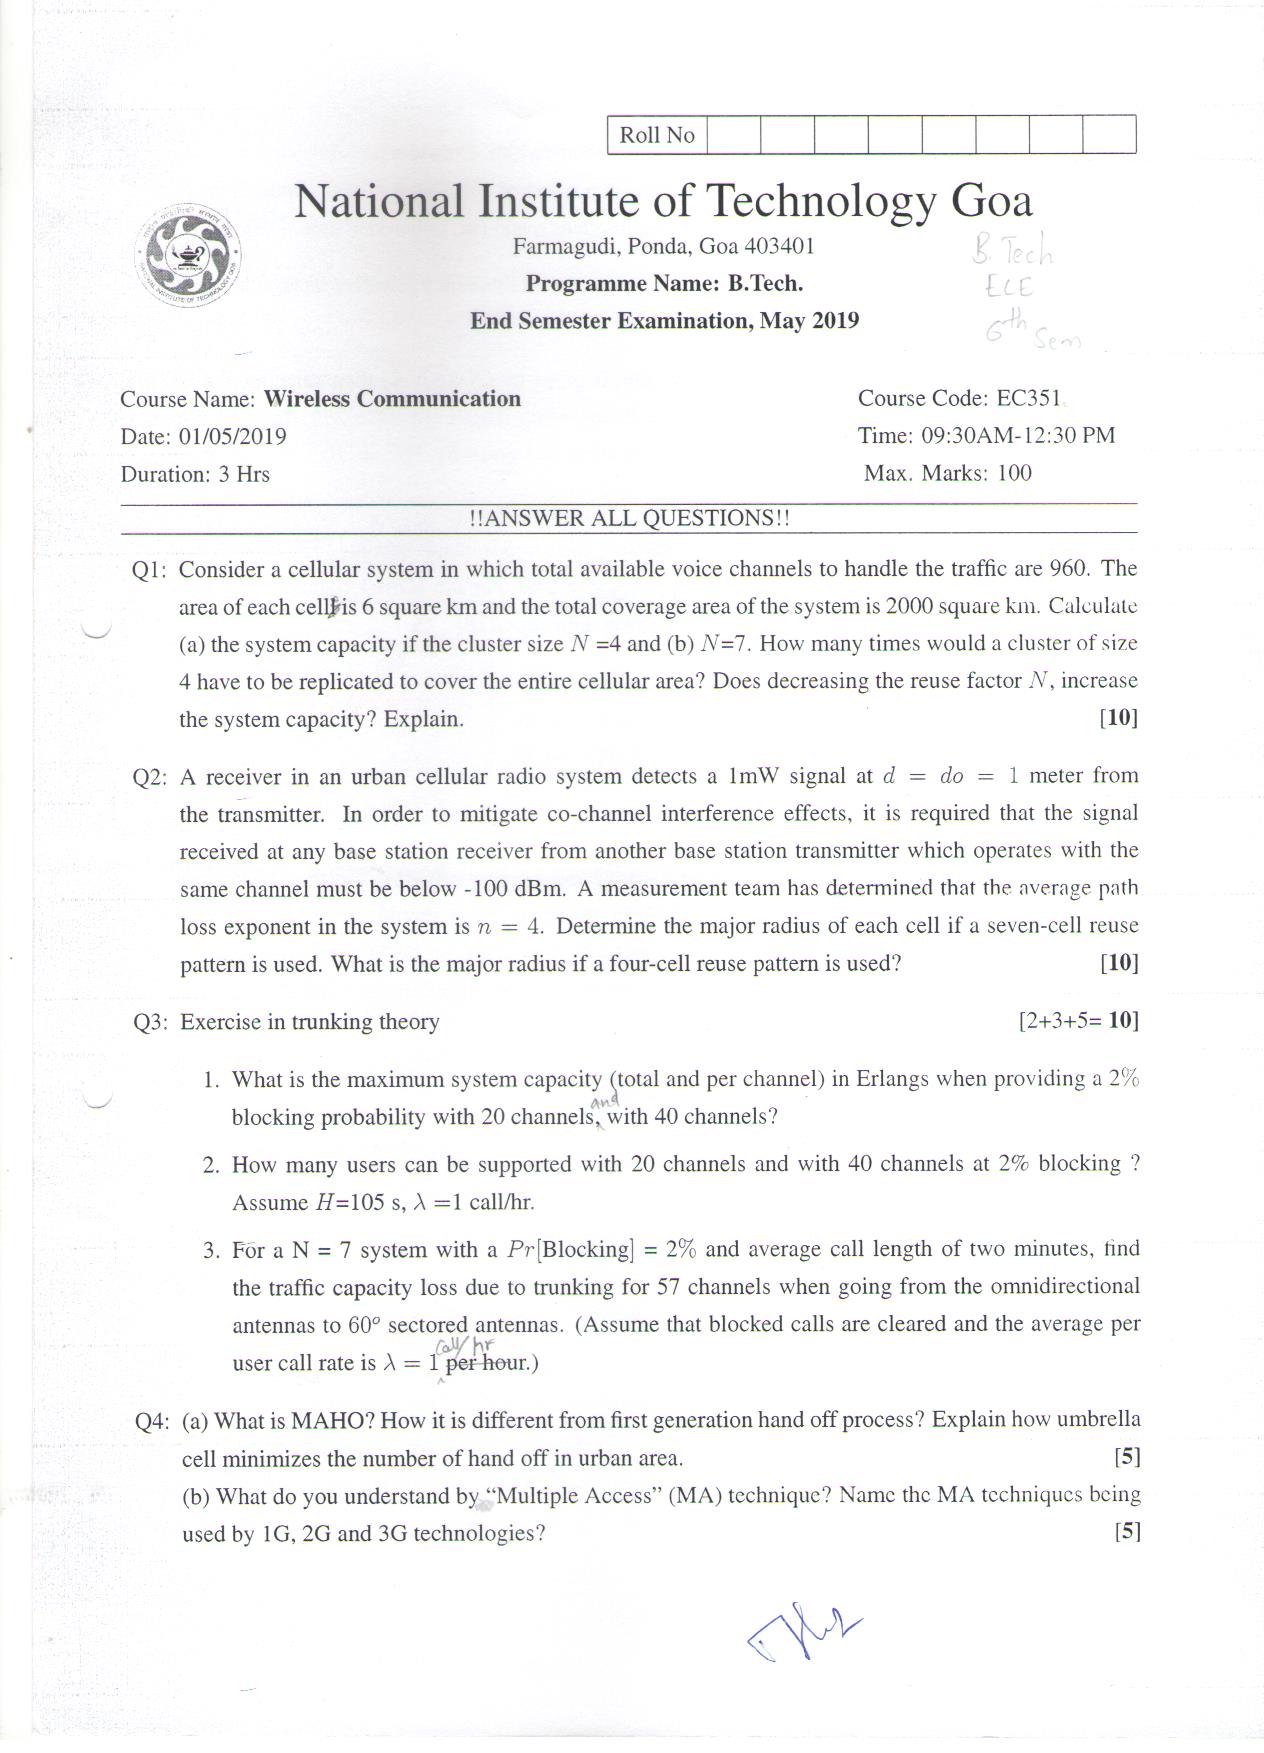 Roll No
National Institute of Technology Goa
Farmagudi, Ponda, Goa 403401
B.Tech
Programme Name: B.Tech.
ECE
End Semester Examination, May 2019
6th Sem
Course Name: Wireless Communication
Course Code: EC351
Date: 01/05/2019
Time: 09:30AM-12:30 PM
Duration: 3 Hrs
Max. Marks: 100
!!ANSWER ALL QUESTIONS!!
Q1: Consider a cellular system in which total available voice channels to handle the traffic are 960. The
area of each cell is 6 square km and the total coverage area of the system is 2000 square km. Calculate
(a) the system capacity if the cluster size N =4 and (b) N=7. How many times would a cluster of size
4 have to be replicated to cover the entire cellular area? Does decreasing the reuse factor N, increase
the system capacity? Explain. [10]
Q2: A receiver in an urban cellular radio system detects a 1mW signal at d = do = 1 meter from
the transmitter. In order to mitigate co-channel interference effects, it is required that the signal
received at any base station receiver from another base station transmitter which operates with the
same channel must be below -100 dBm. A measurement team has determined that the average path
loss exponent in the system is n = 4. Determine the major radius of each cell if a seven-cell reuse
pattern is used. What is the major radius if a four-cell reuse pattern is used? [10]
Q3: Exercise in trunking theory [2+3+5= 10]
1. What is the maximum system capacity (total and per channel) in Erlangs when providing a 2%
blocking probability with 20 channels, and with 40 channels?
2. How many users can be supported with 20 channels and with 40 channels at 2% blocking ?
Assume H=105 s, λ =1 call/hr.
3. For a N = 7 system with a Pr[Blocking] = 2% and average call length of two minutes, find
the traffic capacity loss due to trunking for 57 channels when going from the omnidirectional
antennas to 60° sectored antennas. (Assume that blocked calls are cleared and the average per
user call rate is λ = 1 call/hr per hour.)
Q4: (a) What is MAHO? How it is different from first generation hand off process? Explain how umbrella
cell minimizes the number of hand off in urban area. [5]
(b) What do you understand by "Multiple Access" (MA) technique? Name the MA techniques being
used by 1G, 2G and 3G technologies? [5]